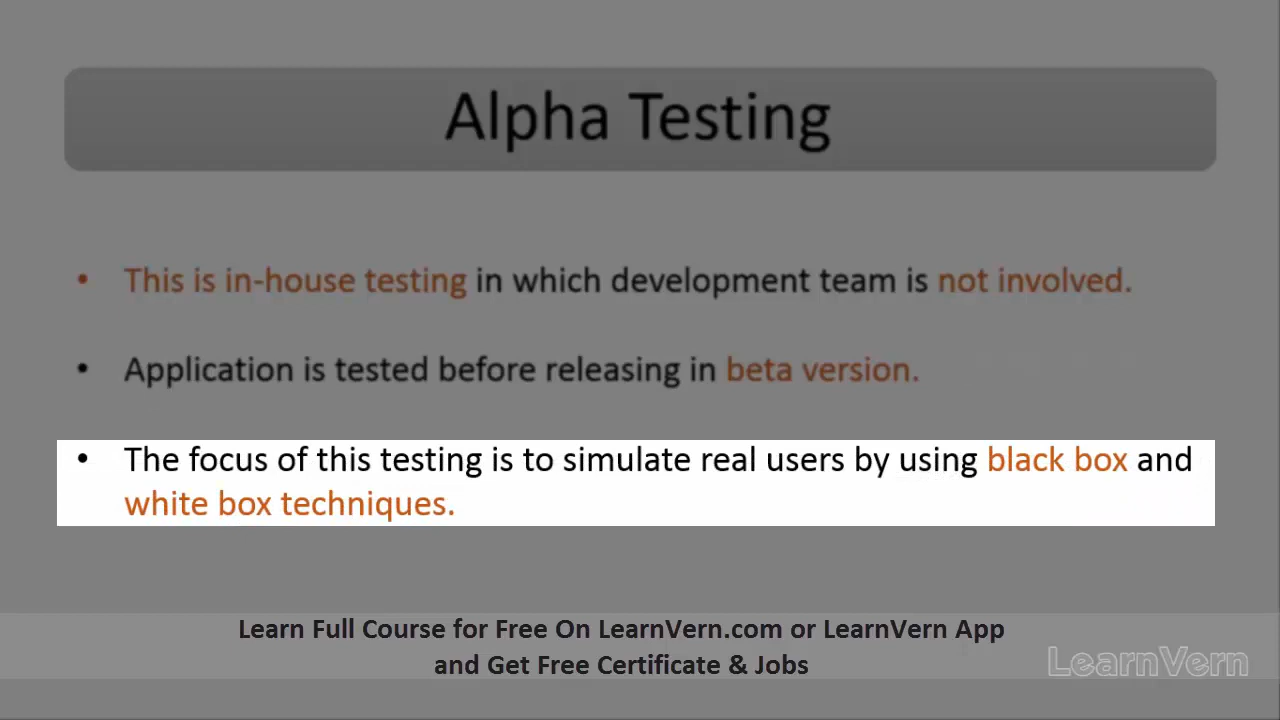 Alpha Testing
• This is in-house testing in which development team is not involved.
• Application is tested before releasing in beta version.
• The focus of this testing is to simulate real users by using black box and
white box techniques.
Learn Full Course for Free On LearnVern.com or LearnVern App
and Get Free Certificate & Jobs
LearnVern